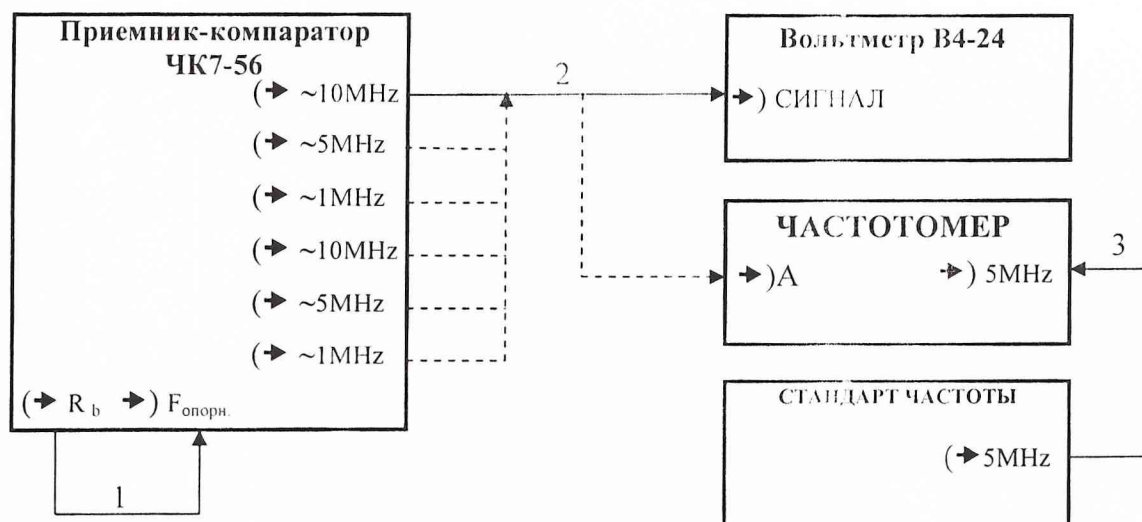 Приемник-компаратор
ЧК7-56
(➔ ~10MHz
(➔ ~5MHz
(➔ ~1MHz
(➔ ~10MHz
(➔ ~5MHz
(➔ ~1MHz
(➔ R b ➔) Fопорн.
1
2
Вольтметр В4-24
➔) СИГНАЛ
ЧАСТОТОМЕР
➔)A ➔) 5MHz
3
СТАНДАРТ ЧАСТОТЫ
(➔5MHz